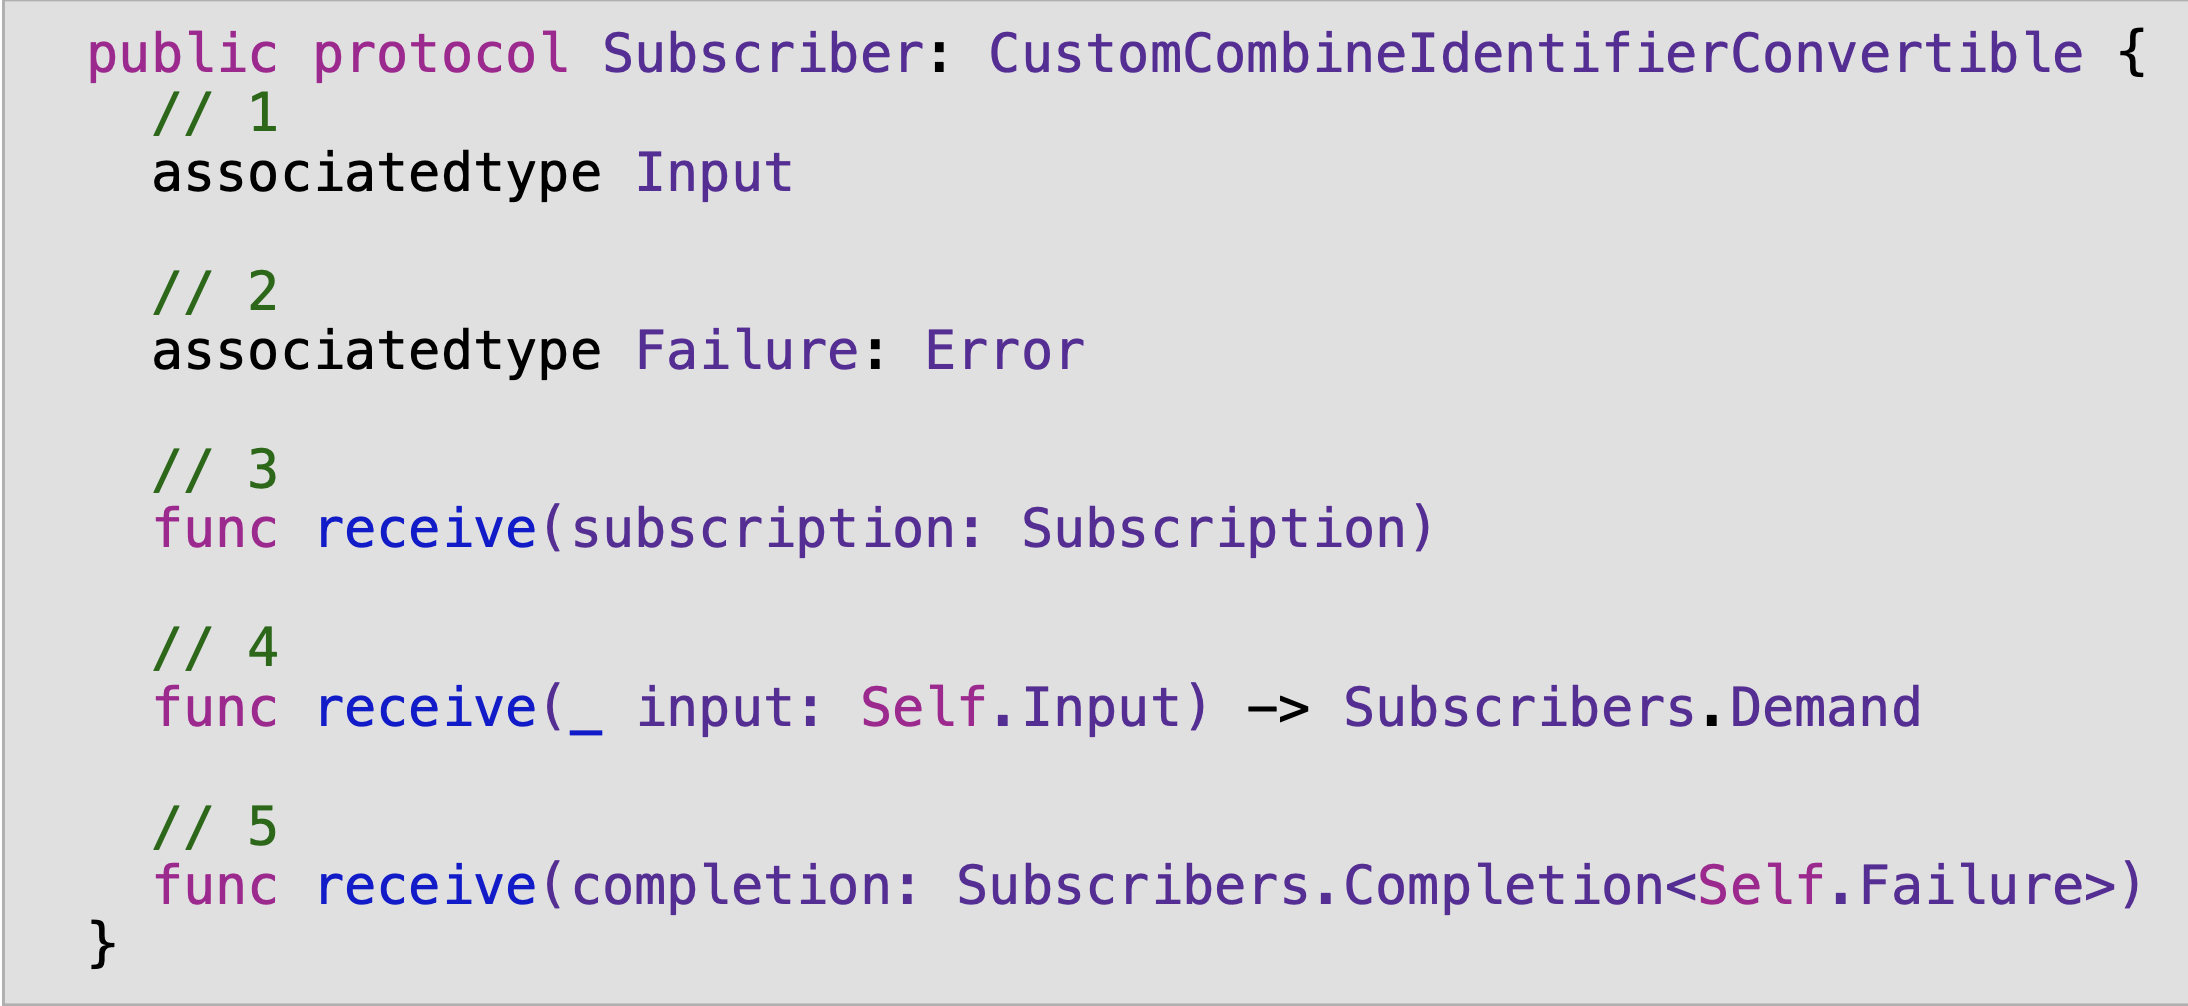 public protocol Subscriber: CustomCombineIdentifierConvertible {
  // 1
  associatedtype Input
  // 2
  associatedtype Failure: Error
  // 3
  func receive(subscription: Subscription)
  // 4
  func receive(_ input: Self.Input) -> Subscribers.Demand
  // 5
  func receive(completion: Subscribers.Completion<Self.Failure>)
}